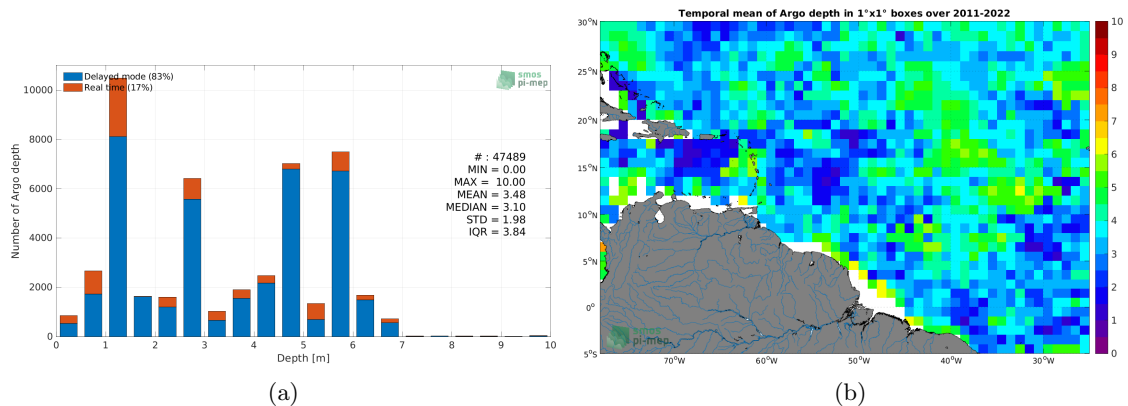 Delayed mode (83%)
Real time (17%)
smos
pi-mep
10000
8000
6000
4000
2000
0
Number of Argo depth
# : 47489
MIN = 0.00
MAX = 10.00
MEAN = 3.48
MEDIAN = 3.10
STD = 1.98
IQR = 3.84
0 1 2 3 4 5 6 7 8 9 10
Depth [m]
(a)
Temporal mean of Argo depth in 1°x1° boxes over 2011-2022
30°N
25°N
20°N
15°N
10°N
5°N
0°
5°S
70°W 60°W 50°W 40°W 30°W
smos
pi-mep
10
9
8
7
6
5
4
3
2
1
0
(b)